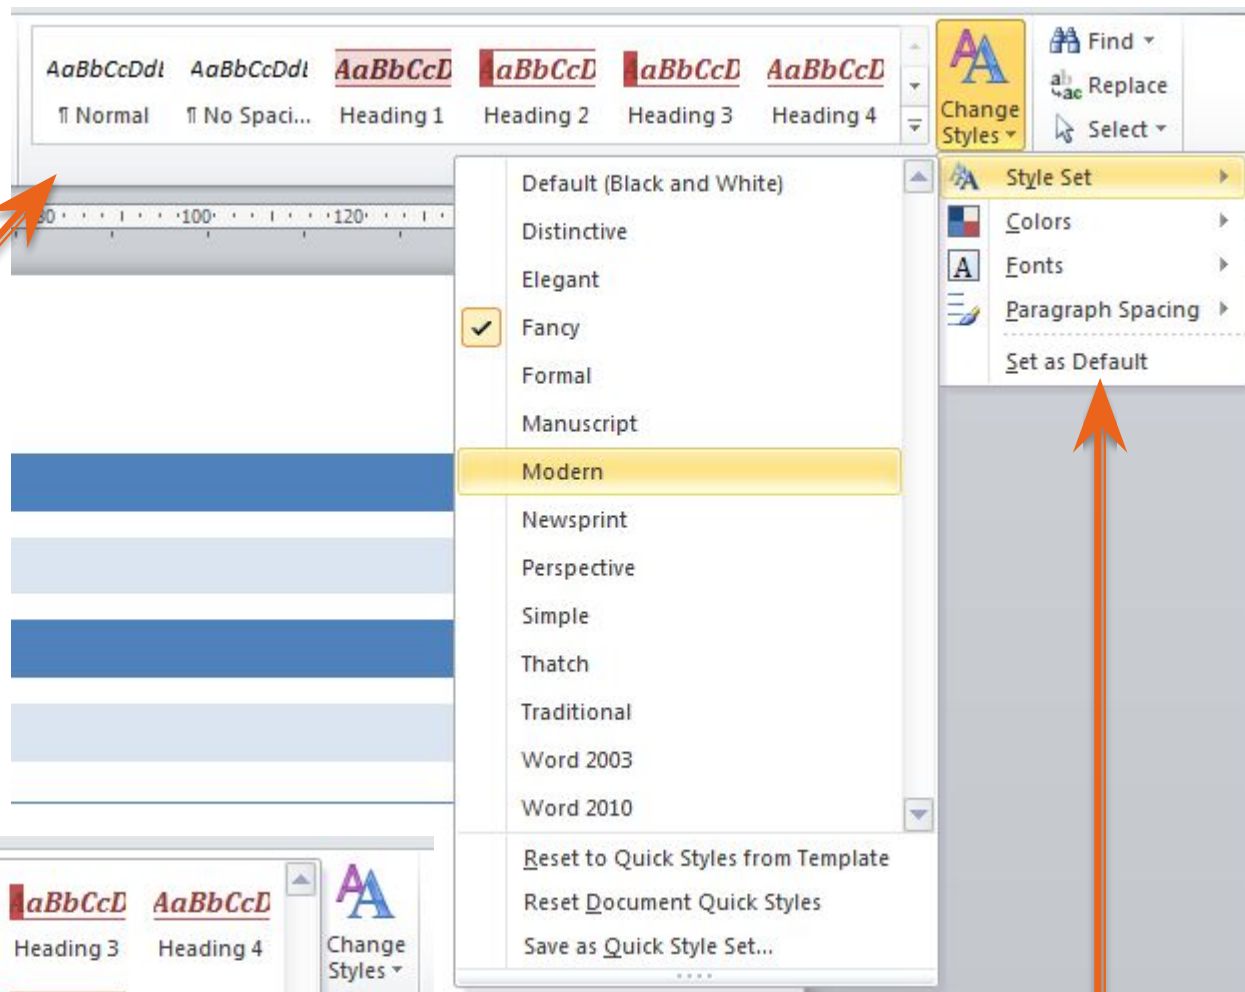 AaBbCcDdI AaBbCcDdI AaBbCcD AaBbCcD AaBbCcD AaBbCcD
¶ Normal ¶ No Spaci... Heading 1 Heading 2 Heading 3 Heading 4
Change
Styles
Find
Replace
Select
100 120
Style Set
Colors
Fonts
Paragraph Spacing
Set as Default
Default (Black and White)
Distinctive
Elegant
Fancy
Formal
Manuscript
Modern
Newsprint
Perspective
Simple
Thatch
Traditional
Word 2003
Word 2010
Reset to Quick Styles from Template
Reset Document Quick Styles
Save as Quick Style Set...
AaBbCcD AaBbCcD
Heading 3 Heading 4
Change
Styles